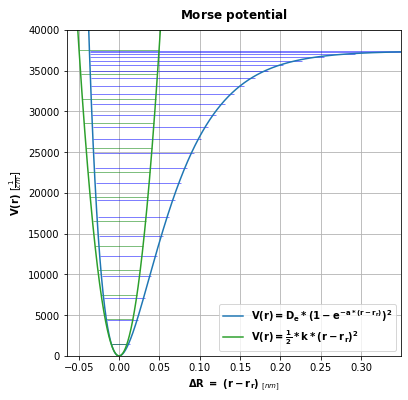 Morse potential
V(r) [1/cm]
40000
35000
30000
25000
20000
15000
10000
5000
0
−0.05 0.00 0.05 0.10 0.15 0.20 0.25 0.30
ΔR = (r − r_r) [nm]
V(r) = D_e * (1 − e^{−a*(r−r_r)})^2
V(r) = 1/2 * k * (r − r_r)^2